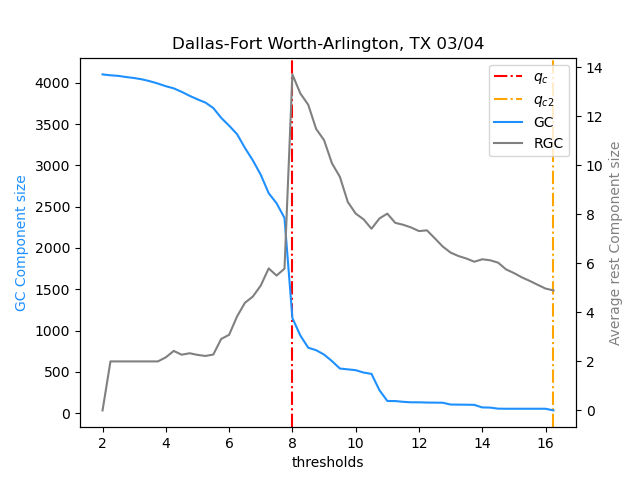 Dallas-Fort Worth-Arlington, TX 03/04
GC Component size
4000
3500
3000
2500
2000
1500
1000
500
0
q_c
q_c2
GC
RGC
14
12
10
8
6
4
2
0
Average rest Component size
2 4 6 8 10 12 14 16
thresholds